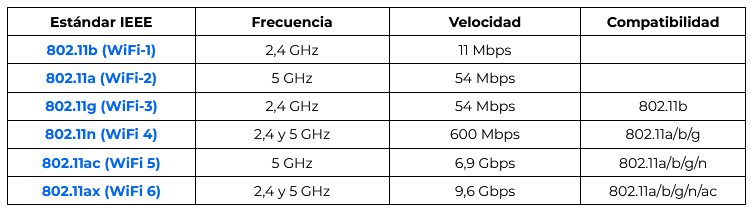 Estándar IEEE Frecuencia Velocidad Compatibilidad
802.11b (WiFi-1) 2,4 GHz 11 Mbps
802.11a (WiFi-2) 5 GHz 54 Mbps
802.11g (WiFi-3) 2,4 GHz 54 Mbps 802.11b
802.11n (WiFi 4) 2,4 y 5 GHz 600 Mbps 802.11a/b/g
802.11ac (WiFi 5) 5 GHz 6,9 Gbps 802.11a/b/g/n
802.11ax (WiFi 6) 2,4 y 5 GHz 9,6 Gbps 802.11a/b/g/n/ac